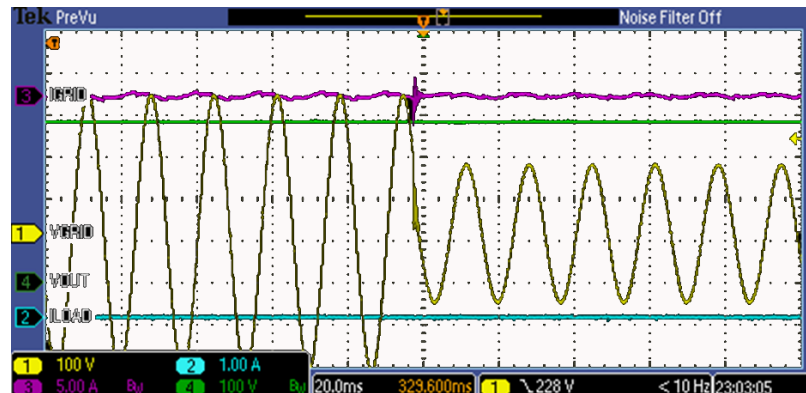 Tek PreVu Noise Filter Off
T
T
3 IGRID
1 VGRID
4 VOUT
2 ILOAD
1 100 V 2 1.00 A
3 5.00 A BW 4 100 V BW 20.0ms 329.600ms 1 \ 228 V < 10 Hz 23:03:05